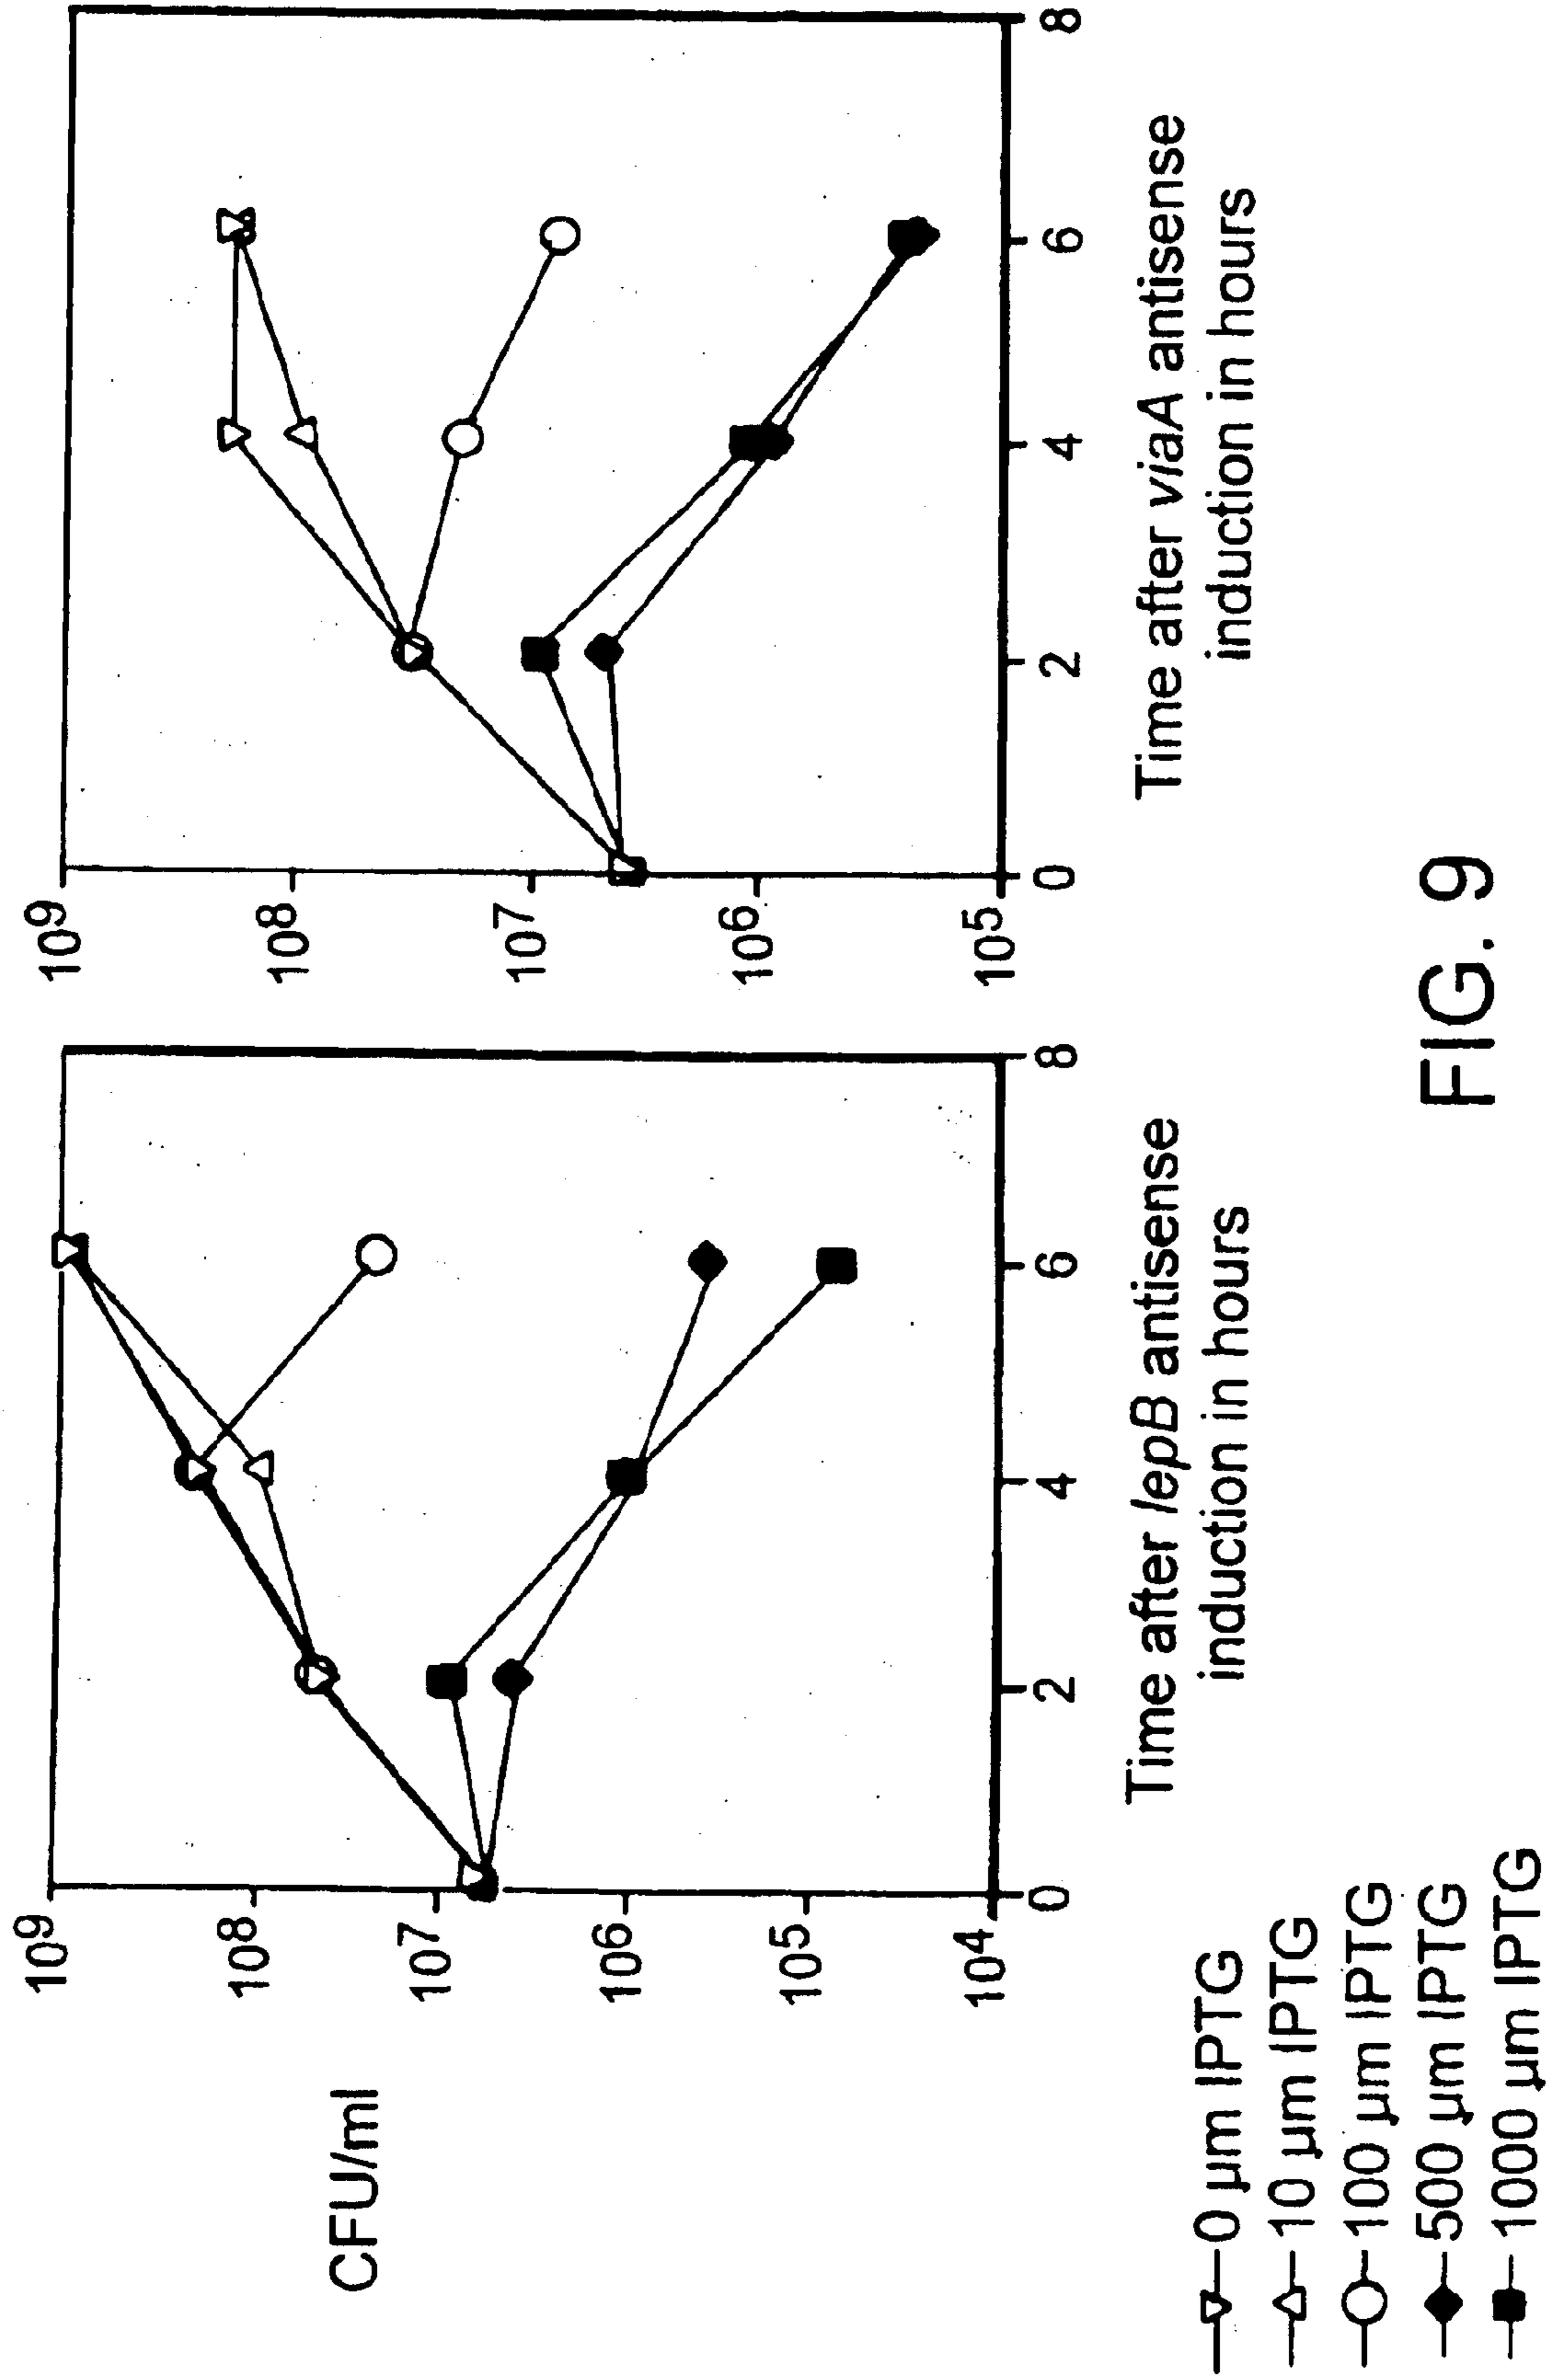 CFU/ml
10⁹
10⁸
10⁷
10⁶
10⁵
10⁴
0
2
4
6
8
Time after lepB antisense
induction in hours
10⁹
10⁸
10⁷
10⁶
10⁵
0
2
4
6
8
Time after viaA antisense
induction in hours
0 µm IPTG
10 µm IPTG
100 µm IPTG
500 µm IPTG
1000 µm IPTG
FIG. 9